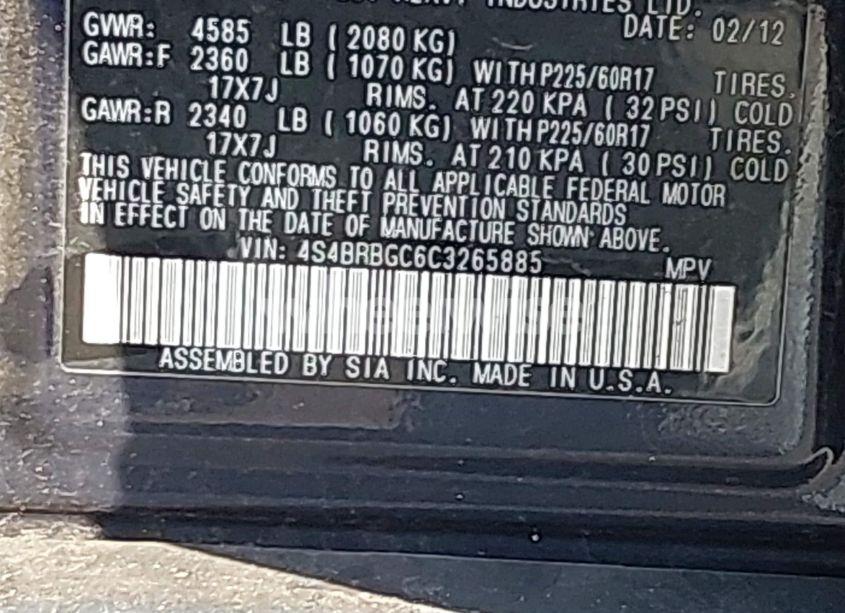 INDUSTRIES LTD.
DATE: 02/12
GVWR: 4585 LB ( 2080 KG)
GAWR:F 2360 LB ( 1070 KG) WITH P225/60R17 TIRES.
17X7J RIMS. AT 220 KPA ( 32 PSI) COLD
GAWR:R 2340 LB ( 1060 KG) WITH P225/60R17 TIRES.
17X7J RIMS. AT 210 KPA ( 30 PSI) COLD
THIS VEHICLE CONFORMS TO ALL APPLICABLE FEDERAL MOTOR
VEHICLE SAFETY AND THEFT PREVENTION STANDARDS
IN EFFECT ON THE DATE OF MANUFACTURE SHOWN ABOVE.
VIN: 4S4BRBGC6C3265885 MPV
ASSEMBLED BY SIA INC. MADE IN U.S.A.